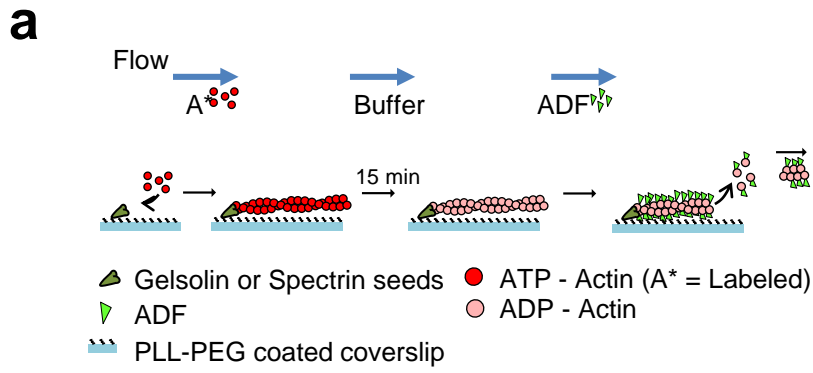 a
Flow
A*
Buffer
ADF
15 min
Gelsolin or Spectrin seeds
ATP - Actin (A* = Labeled)
ADF
ADP - Actin
PLL-PEG coated coverslip